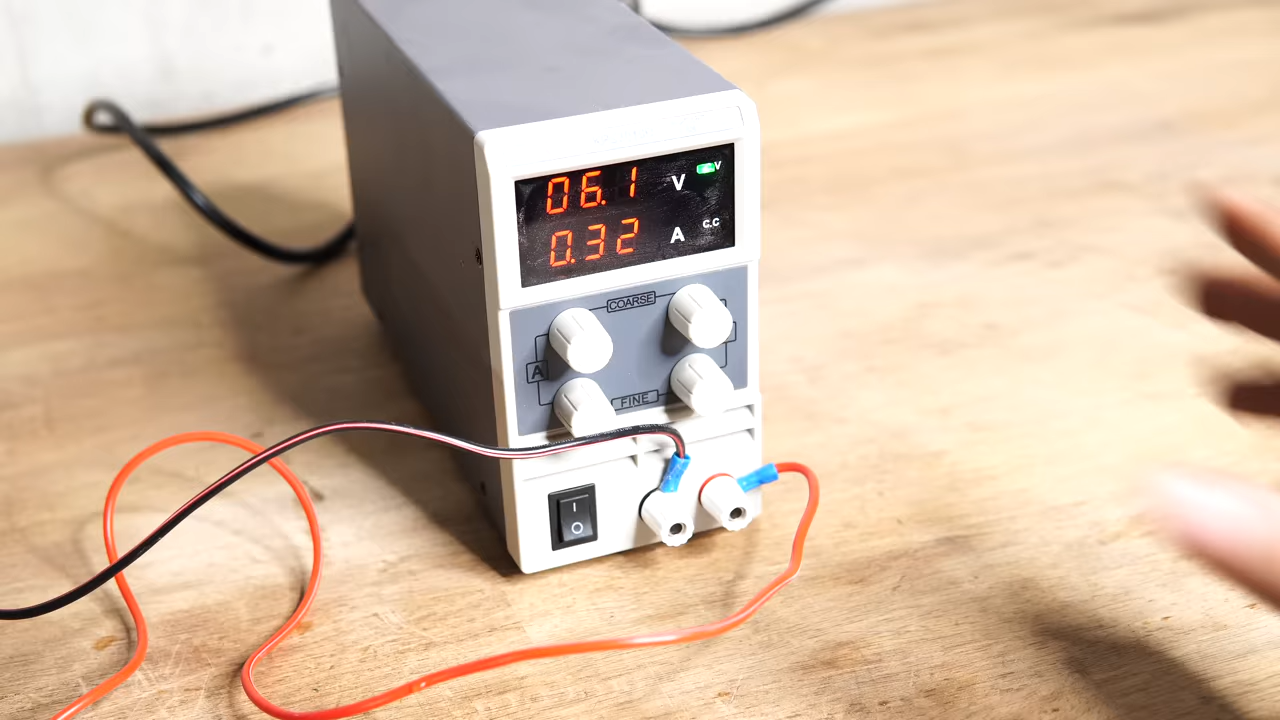 06.1 V V
0.32 A C.C
COARSE
A
FINE
I
O